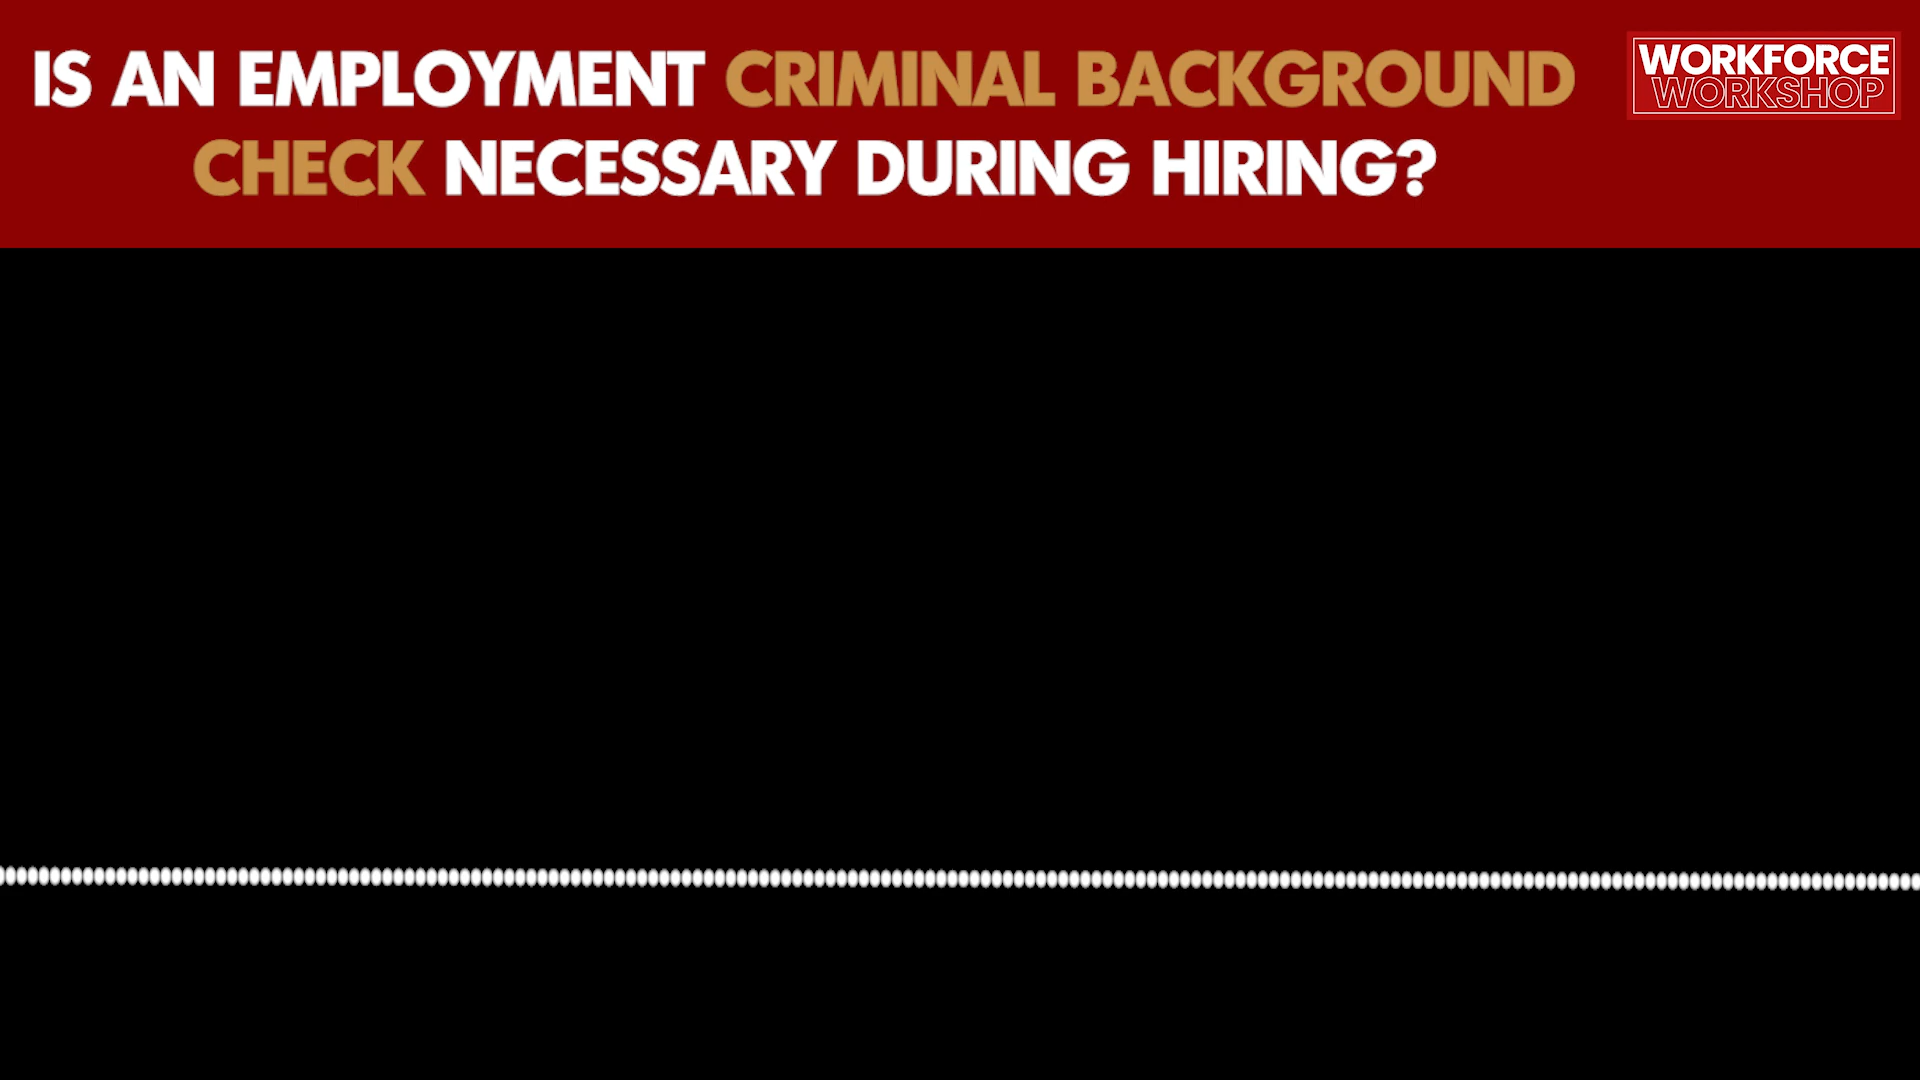 IS AN EMPLOYMENT CRIMINAL BACKGROUND
CHECK NECESSARY DURING HIRING?
WORKFORCE
WORKSHOP